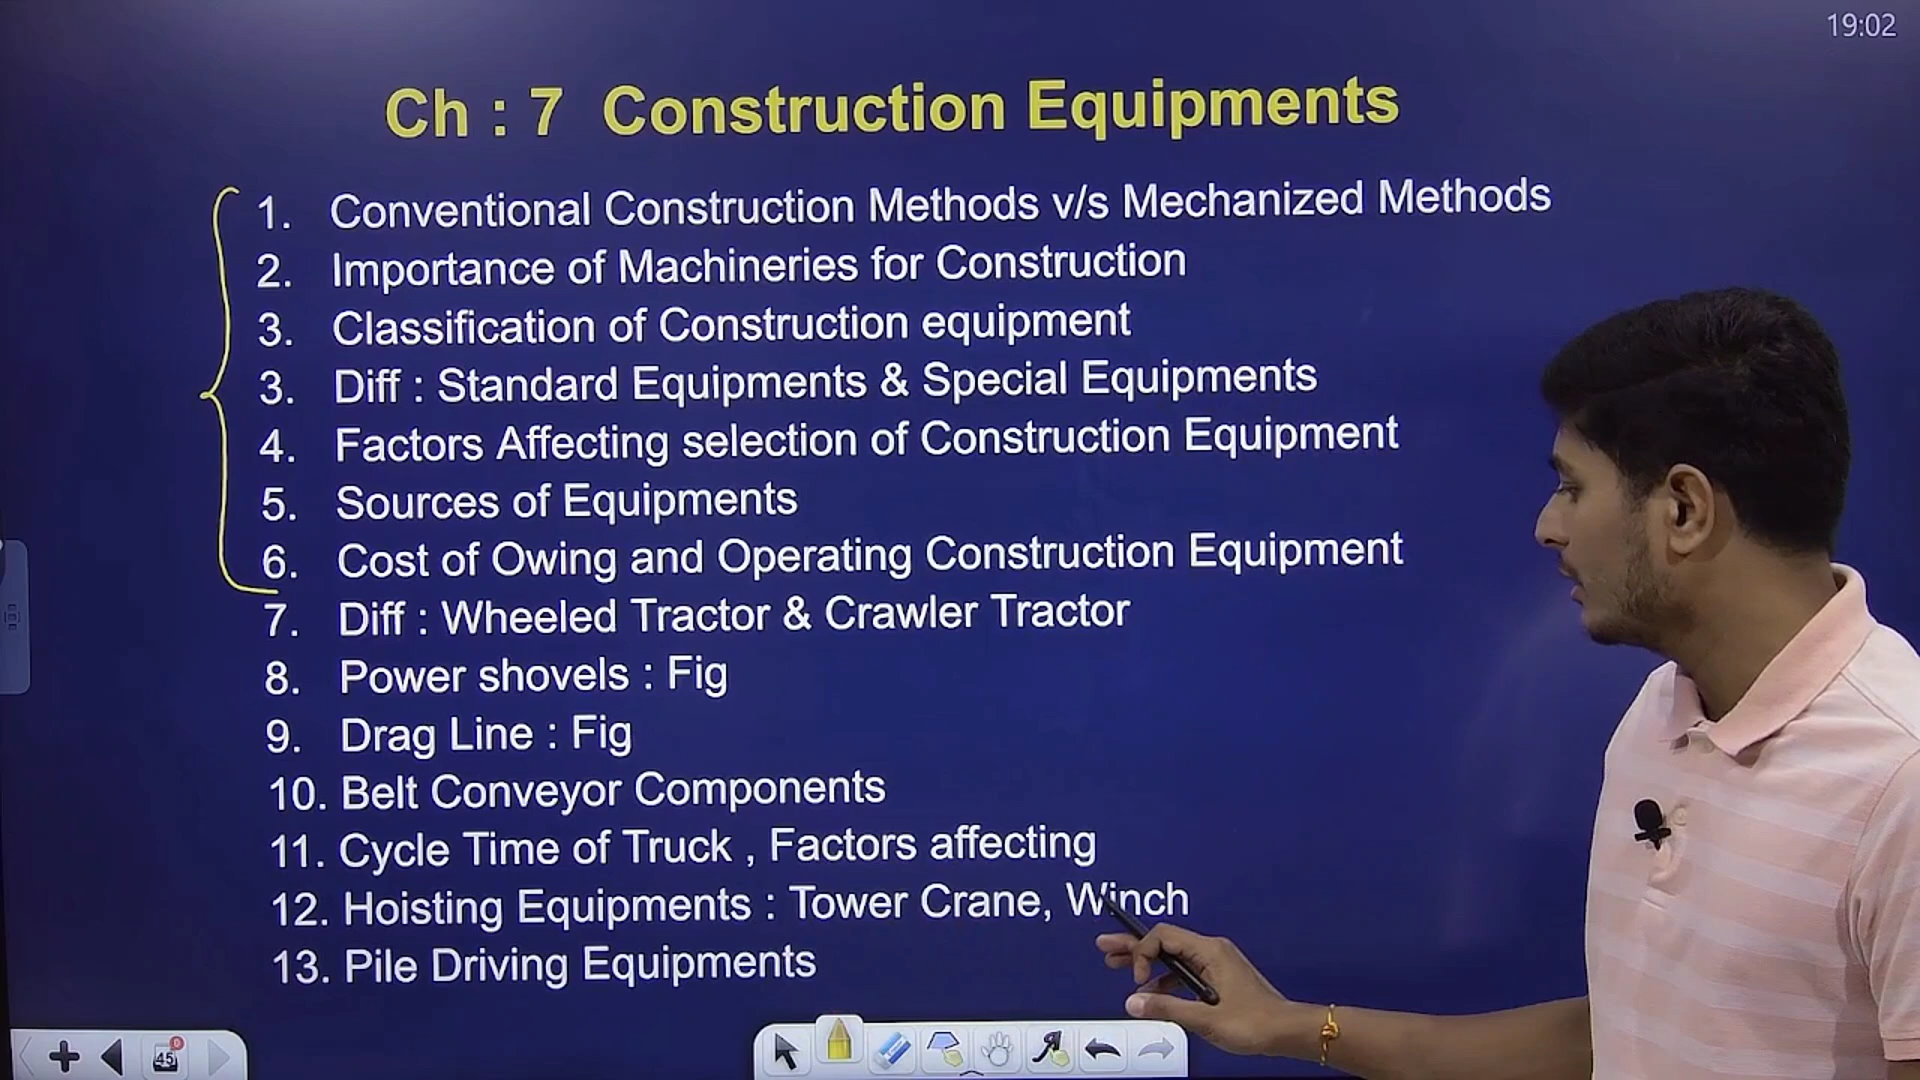 19:02
Ch : 7 Construction Equipments
1. Conventional Construction Methods v/s Mechanized Methods
2. Importance of Machineries for Construction
3. Classification of Construction equipment
3. Diff : Standard Equipments & Special Equipments
4. Factors Affecting selection of Construction Equipment
5. Sources of Equipments
6. Cost of Owing and Operating Construction Equipment
7. Diff : Wheeled Tractor & Crawler Tractor
8. Power shovels : Fig
9. Drag Line : Fig
10. Belt Conveyor Components
11. Cycle Time of Truck , Factors affecting
12. Hoisting Equipments : Tower Crane, Winch
13. Pile Driving Equipments
45
0